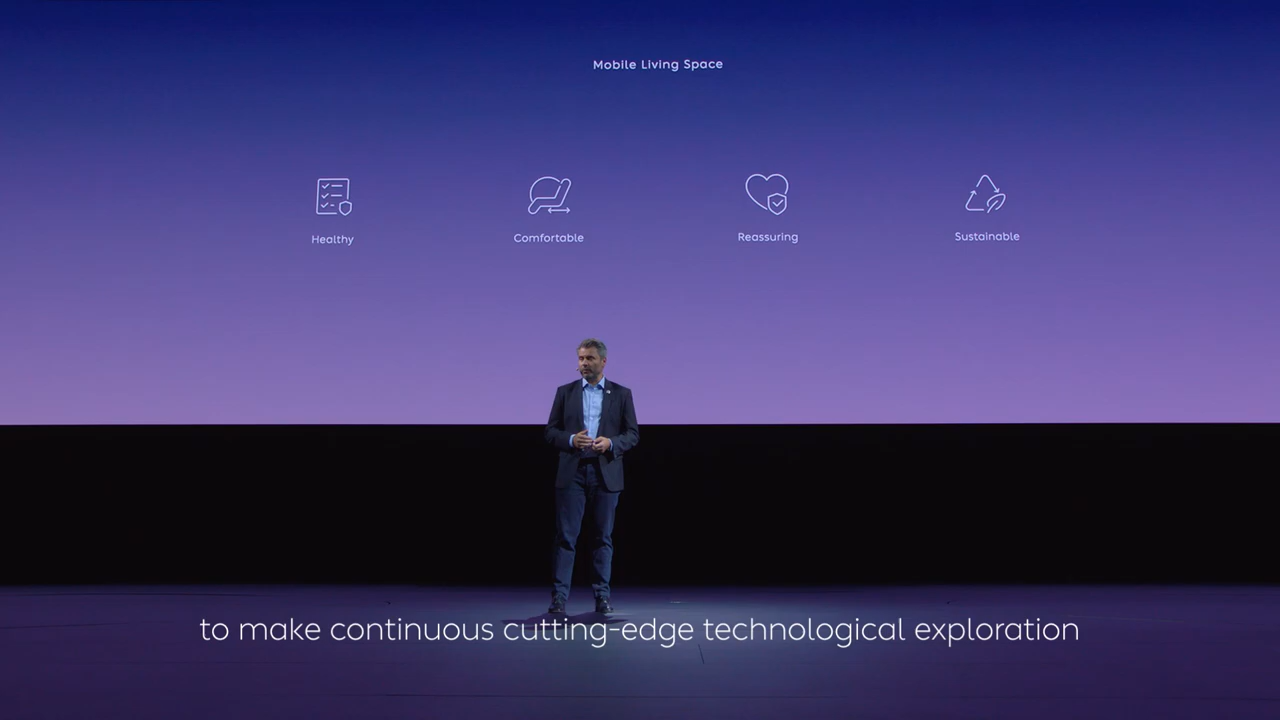 Mobile Living Space
Healthy
Comfortable
Reassuring
Sustainable
to make continuous cutting-edge technological exploration